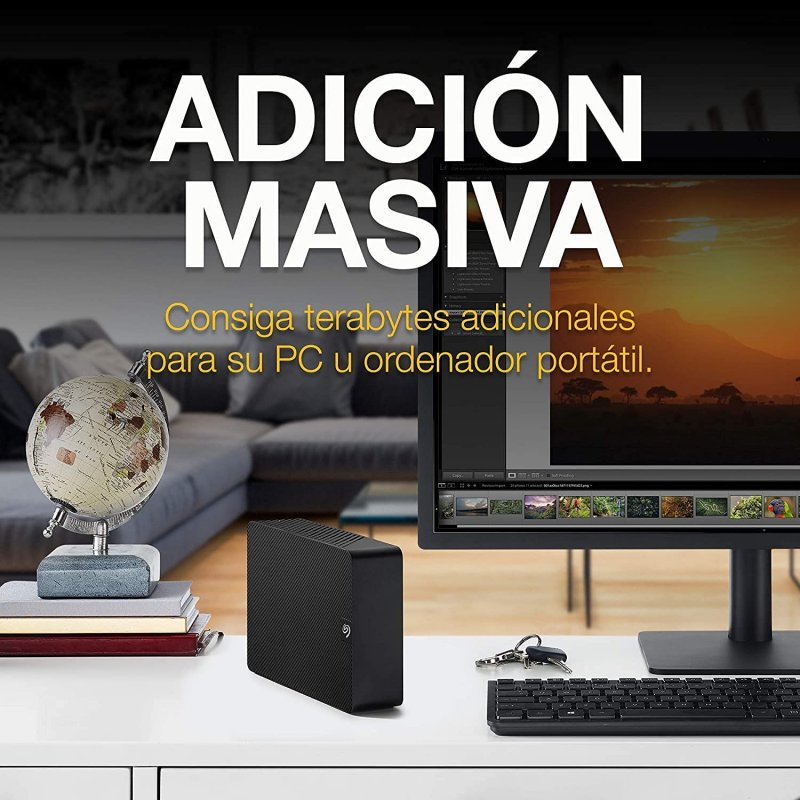 ADICIÓN
MASIVA
Consiga terabytes adicionales
para su PC u ordenador portátil.